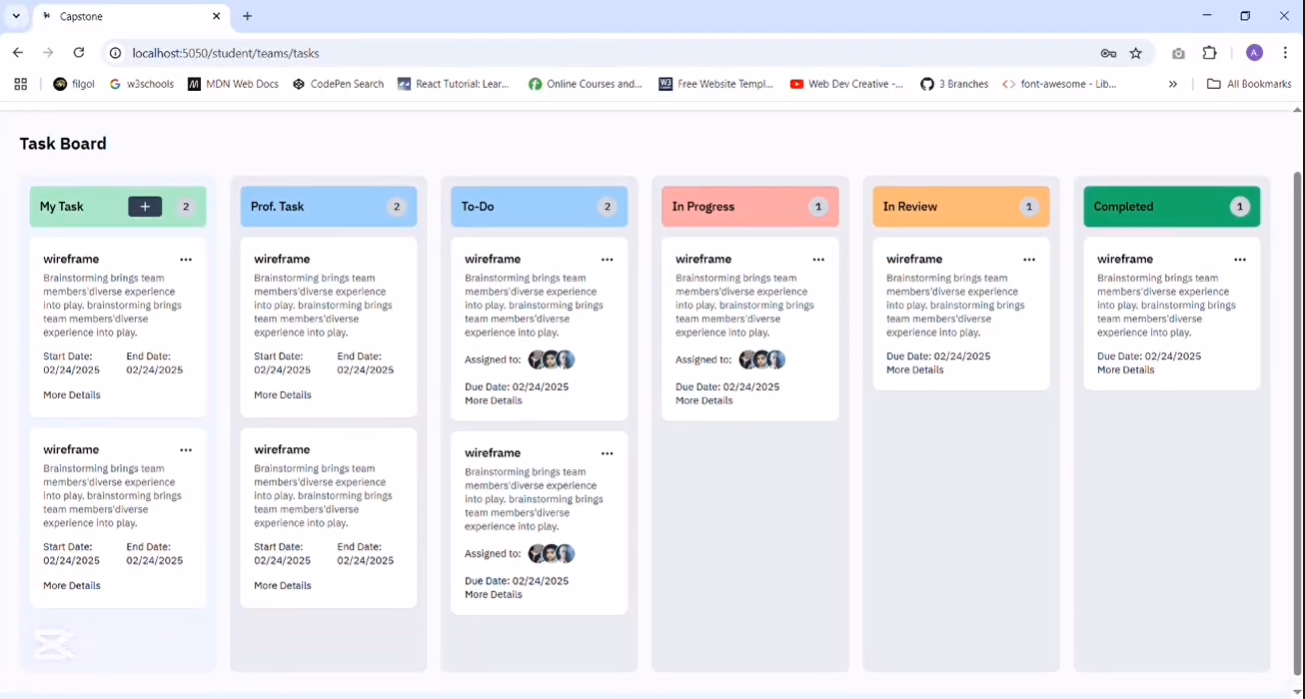 Capstone
localhost:5050/student/teams/tasks
A
filgol
w3schools
MDN Web Docs
CodePen Search
React Tutorial: Lear...
Online Courses and...
Free Website Templ...
Web Dev Creative -...
3 Branches
font-awesome - Lib...
»
All Bookmarks
Task Board
My Task + 2
Brainstorming brings team
wireframe
members'diverse experience
into play. brainstorming brings
team members'diverse
experience into play.
Start Date: End Date:
02/24/2025 02/24/2025
More Details
wireframe
Brainstorming brings team
members'diverse experience
into play. brainstorming brings
team members'diverse
experience into play.
Start Date: End Date:
02/24/2025 02/24/2025
More Details
Prof. Task 2
wireframe
Brainstorming brings team
members'diverse experience
into play. brainstorming brings
team members'diverse
experience into play.
Start Date: End Date:
02/24/2025 02/24/2025
More Details
wireframe
Brainstorming brings team
members'diverse experience
into play. brainstorming brings
team members'diverse
experience into play.
Start Date: End Date:
02/24/2025 02/24/2025
More Details
To-Do 2
wireframe
Brainstorming brings team
members'diverse experience
into play. brainstorming brings
team members'diverse
experience into play.
Assigned to:
Due Date: 02/24/2025
More Details
wireframe
Brainstorming brings team
members'diverse experience
into play. brainstorming brings
team members'diverse
experience into play.
Assigned to:
Due Date: 02/24/2025
More Details
In Progress 1
wireframe
Brainstorming brings team
members'diverse experience
into play. brainstorming brings
team members'diverse
experience into play.
Assigned to:
Due Date: 02/24/2025
More Details
In Review 1
wireframe
Brainstorming brings team
members'diverse experience
into play. brainstorming brings
team members'diverse
experience into play.
Due Date: 02/24/2025
More Details
Completed 1
wireframe
Brainstorming brings team
members'diverse experience
into play. brainstorming brings
team members'diverse
experience into play.
Due Date: 02/24/2025
More Details